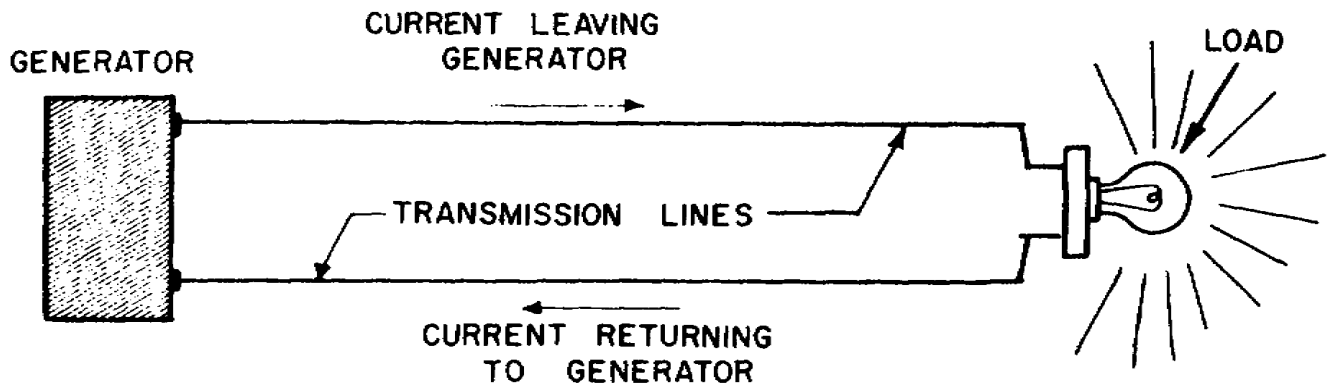 CURRENT LEAVING
GENERATOR
GENERATOR
LOAD
TRANSMISSION LINES
CURRENT RETURNING
TO GENERATOR